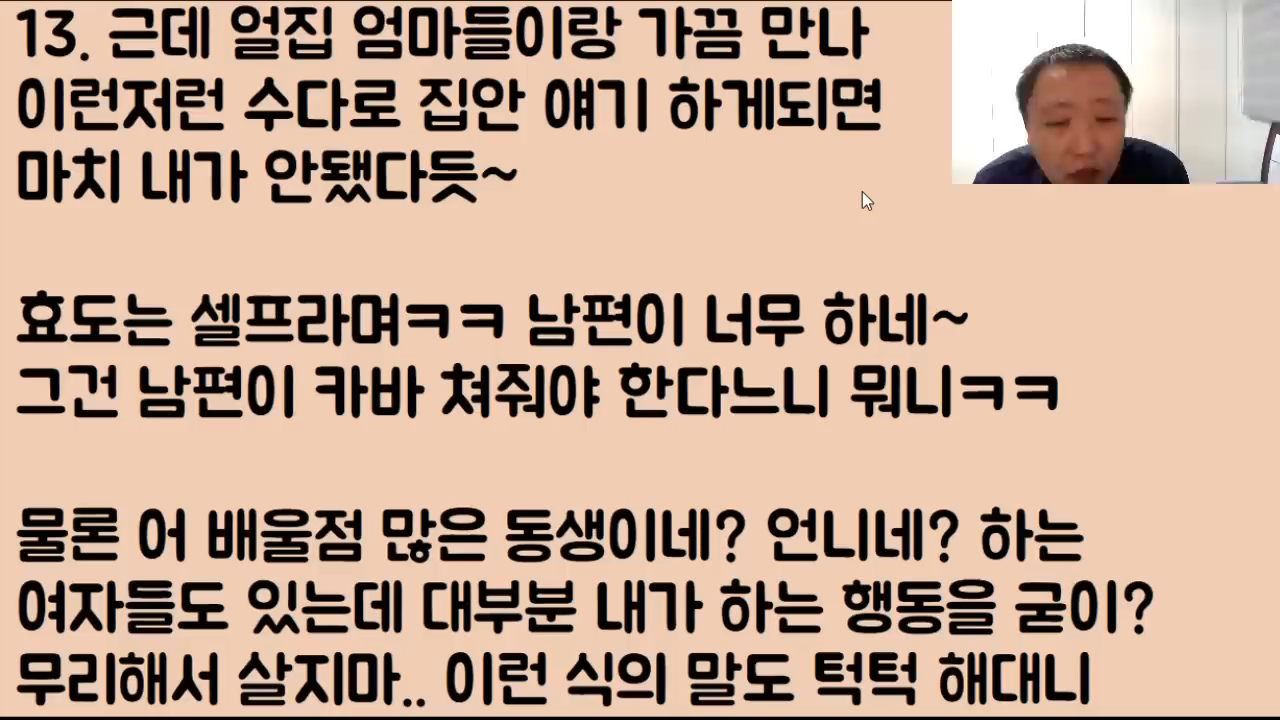 13. 근데 얼집 엄마들이랑 가끔 만나
이런저런 수다로 집안 얘기 하게되면
마치 내가 안됐다듯~
효도는 셀프라며ㅋㅋ 남편이 너무 하네~
그건 남편이 카바 쳐줘야 한다느니 뭐니ㅋㅋ
물론 어 배울점 많은 동생이네? 언니네? 하는
여자들도 있는데 대부분 내가 하는 행동을 굳이?
무리해서 살지마.. 이런 식의 말도 턱턱 해대니